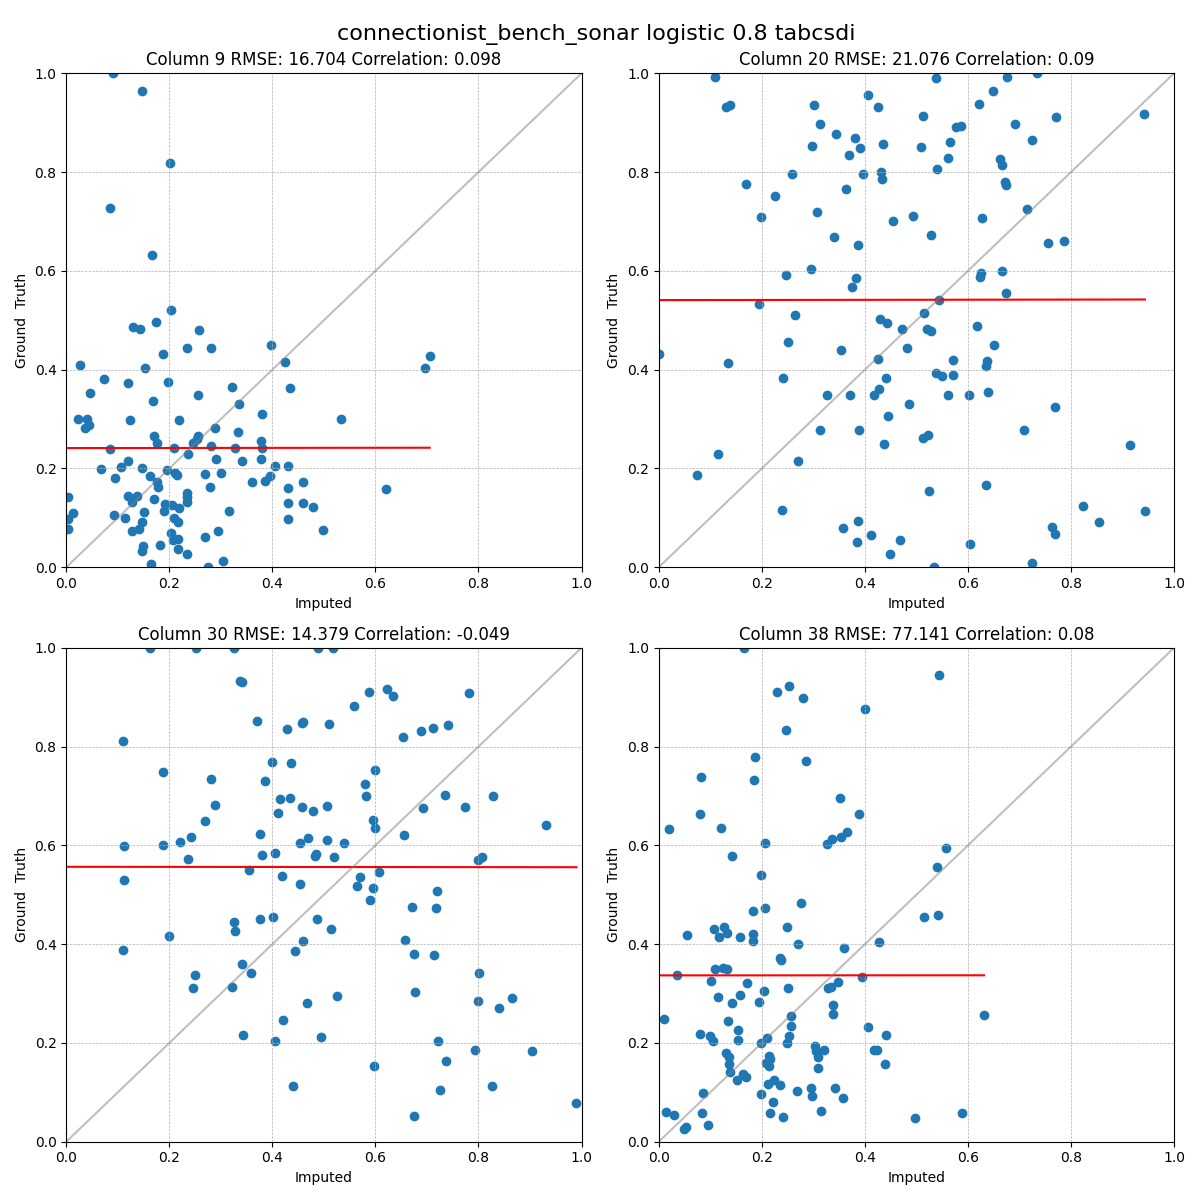 connectionist_bench_sonar logistic 0.8 tabcsdi
Column 9 RMSE: 16.704 Correlation: 0.098
1.0
0.8
0.6
0.4
0.2
0.0
Ground Truth
0.0 0.2 0.4 0.6 0.8 1.0
Imputed
Column 20 RMSE: 21.076 Correlation: 0.09
1.0
0.8
0.6
0.4
0.2
0.0
Ground Truth
0.0 0.2 0.4 0.6 0.8 1.0
Imputed
Column 30 RMSE: 14.379 Correlation: -0.049
1.0
0.8
0.6
0.4
0.2
0.0
Ground Truth
0.0 0.2 0.4 0.6 0.8 1.0
Imputed
Column 38 RMSE: 77.141 Correlation: 0.08
1.0
0.8
0.6
0.4
0.2
0.0
Ground Truth
0.0 0.2 0.4 0.6 0.8 1.0
Imputed